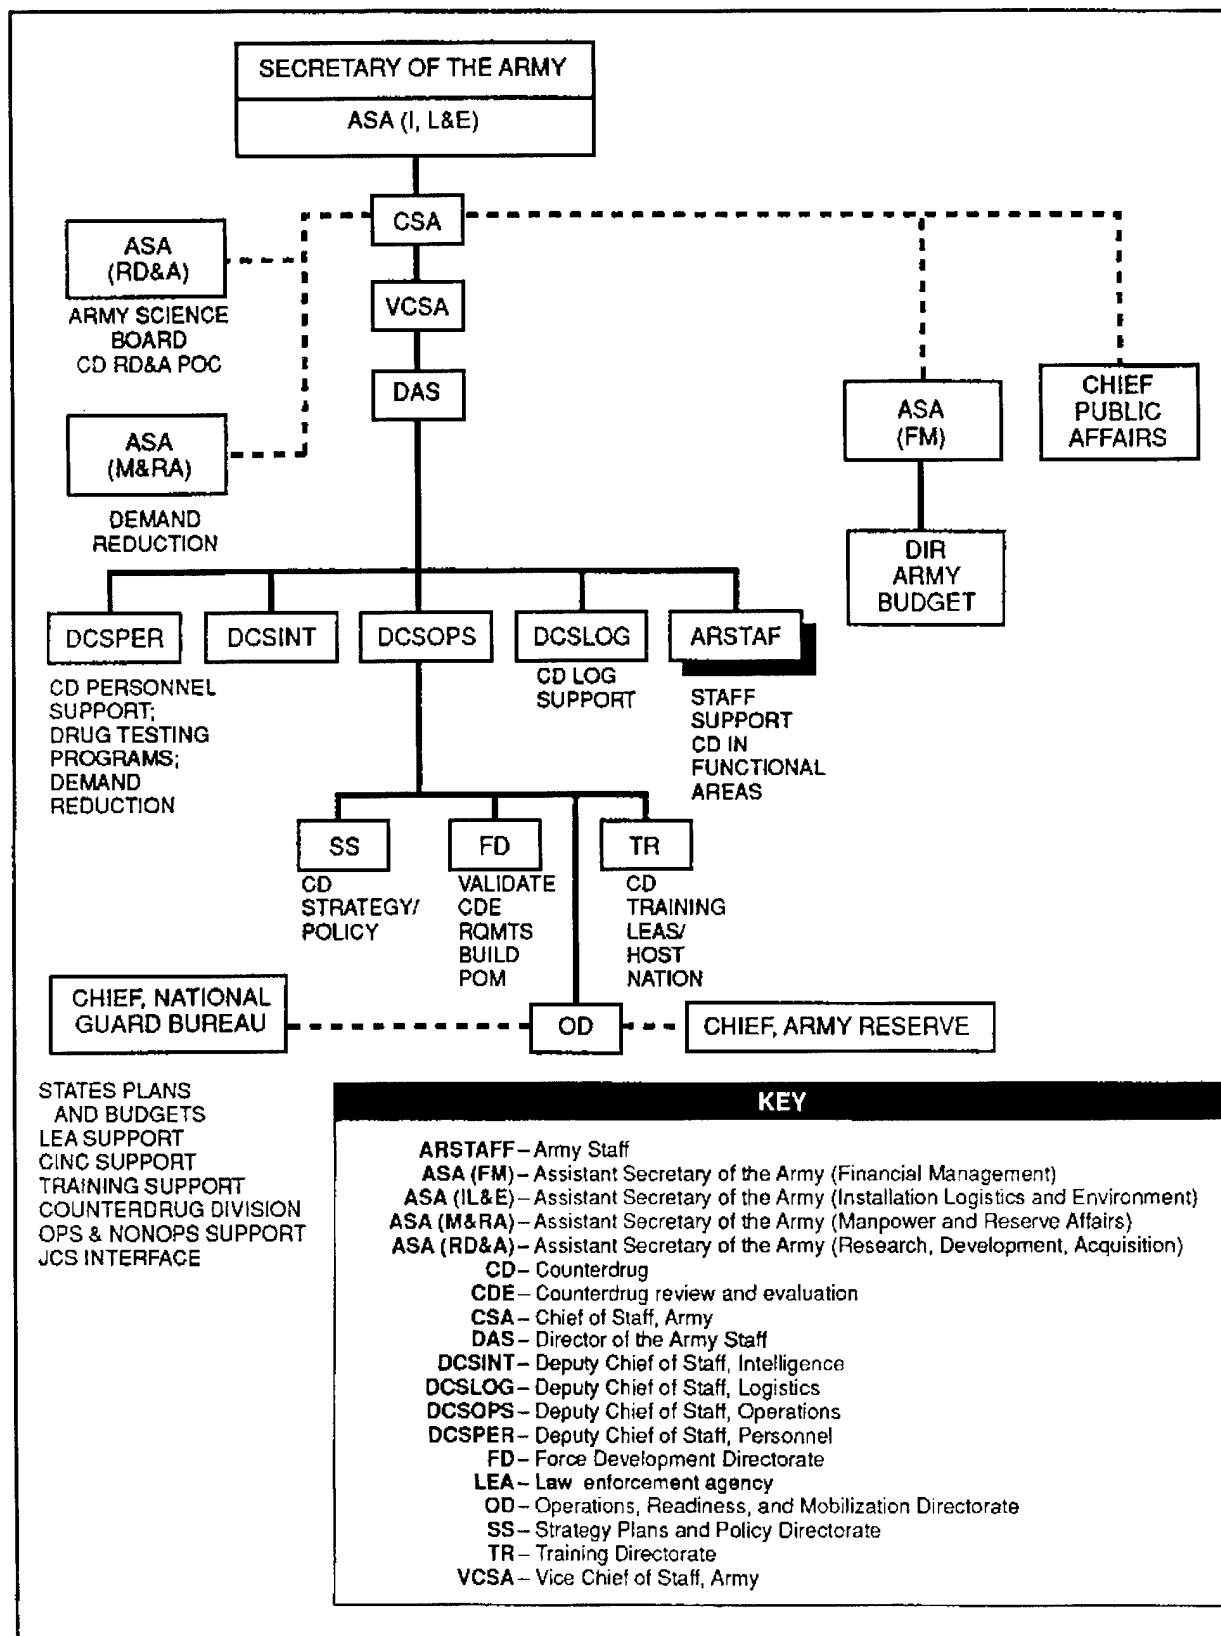 SECRETARY OF THE ARMY
ASA (I, L&E)
CSA
ASA
(RD&A)
ARMY SCIENCE
BOARD
CD RD&A POC
VCSA
DAS
ASA
(M&RA)
DEMAND
REDUCTION
ASA
(FM)
CHIEF
PUBLIC
AFFAIRS
DIR
ARMY
BUDGET
DCSPER
CD PERSONNEL
SUPPORT;
DRUG TESTING
PROGRAMS;
DEMAND
REDUCTION
DCSINT
DCSOPS
DCSLOG
CD LOG
SUPPORT
ARSTAF
STAFF
SUPPORT
CD IN
FUNCTIONAL
AREAS
SS
CD
STRATEGY/
POLICY
FD
VALIDATE
CDE
RQMTS
BUILD
POM
TR
CD
TRAINING
LEAS/
HOST
NATION
CHIEF, NATIONAL
GUARD BUREAU
OD
CHIEF, ARMY RESERVE
STATES PLANS
AND BUDGETS
LEA SUPPORT
CINC SUPPORT
TRAINING SUPPORT
COUNTERDRUG DIVISION
OPS & NONOPS SUPPORT
JCS INTERFACE
KEY
ARSTAFF – Army Staff
ASA (FM) – Assistant Secretary of the Army (Financial Management)
ASA (IL&E) – Assistant Secretary of the Army (Installation Logistics and Environment)
ASA (M&RA) – Assistant Secretary of the Army (Manpower and Reserve Affairs)
ASA (RD&A) – Assistant Secretary of the Army (Research, Development, Acquisition)
CD – Counterdrug
CDE – Counterdrug review and evaluation
CSA – Chief of Staff, Army
DAS – Director of the Army Staff
DCSINT – Deputy Chief of Staff, Intelligence
DCSLOG – Deputy Chief of Staff, Logistics
DCSOPS – Deputy Chief of Staff, Operations
DCSPER – Deputy Chief of Staff, Personnel
FD – Force Development Directorate
LEA – Law enforcement agency
OD – Operations, Readiness, and Mobilization Directorate
SS – Strategy Plans and Policy Directorate
TR – Training Directorate
VCSA – Vice Chief of Staff, Army